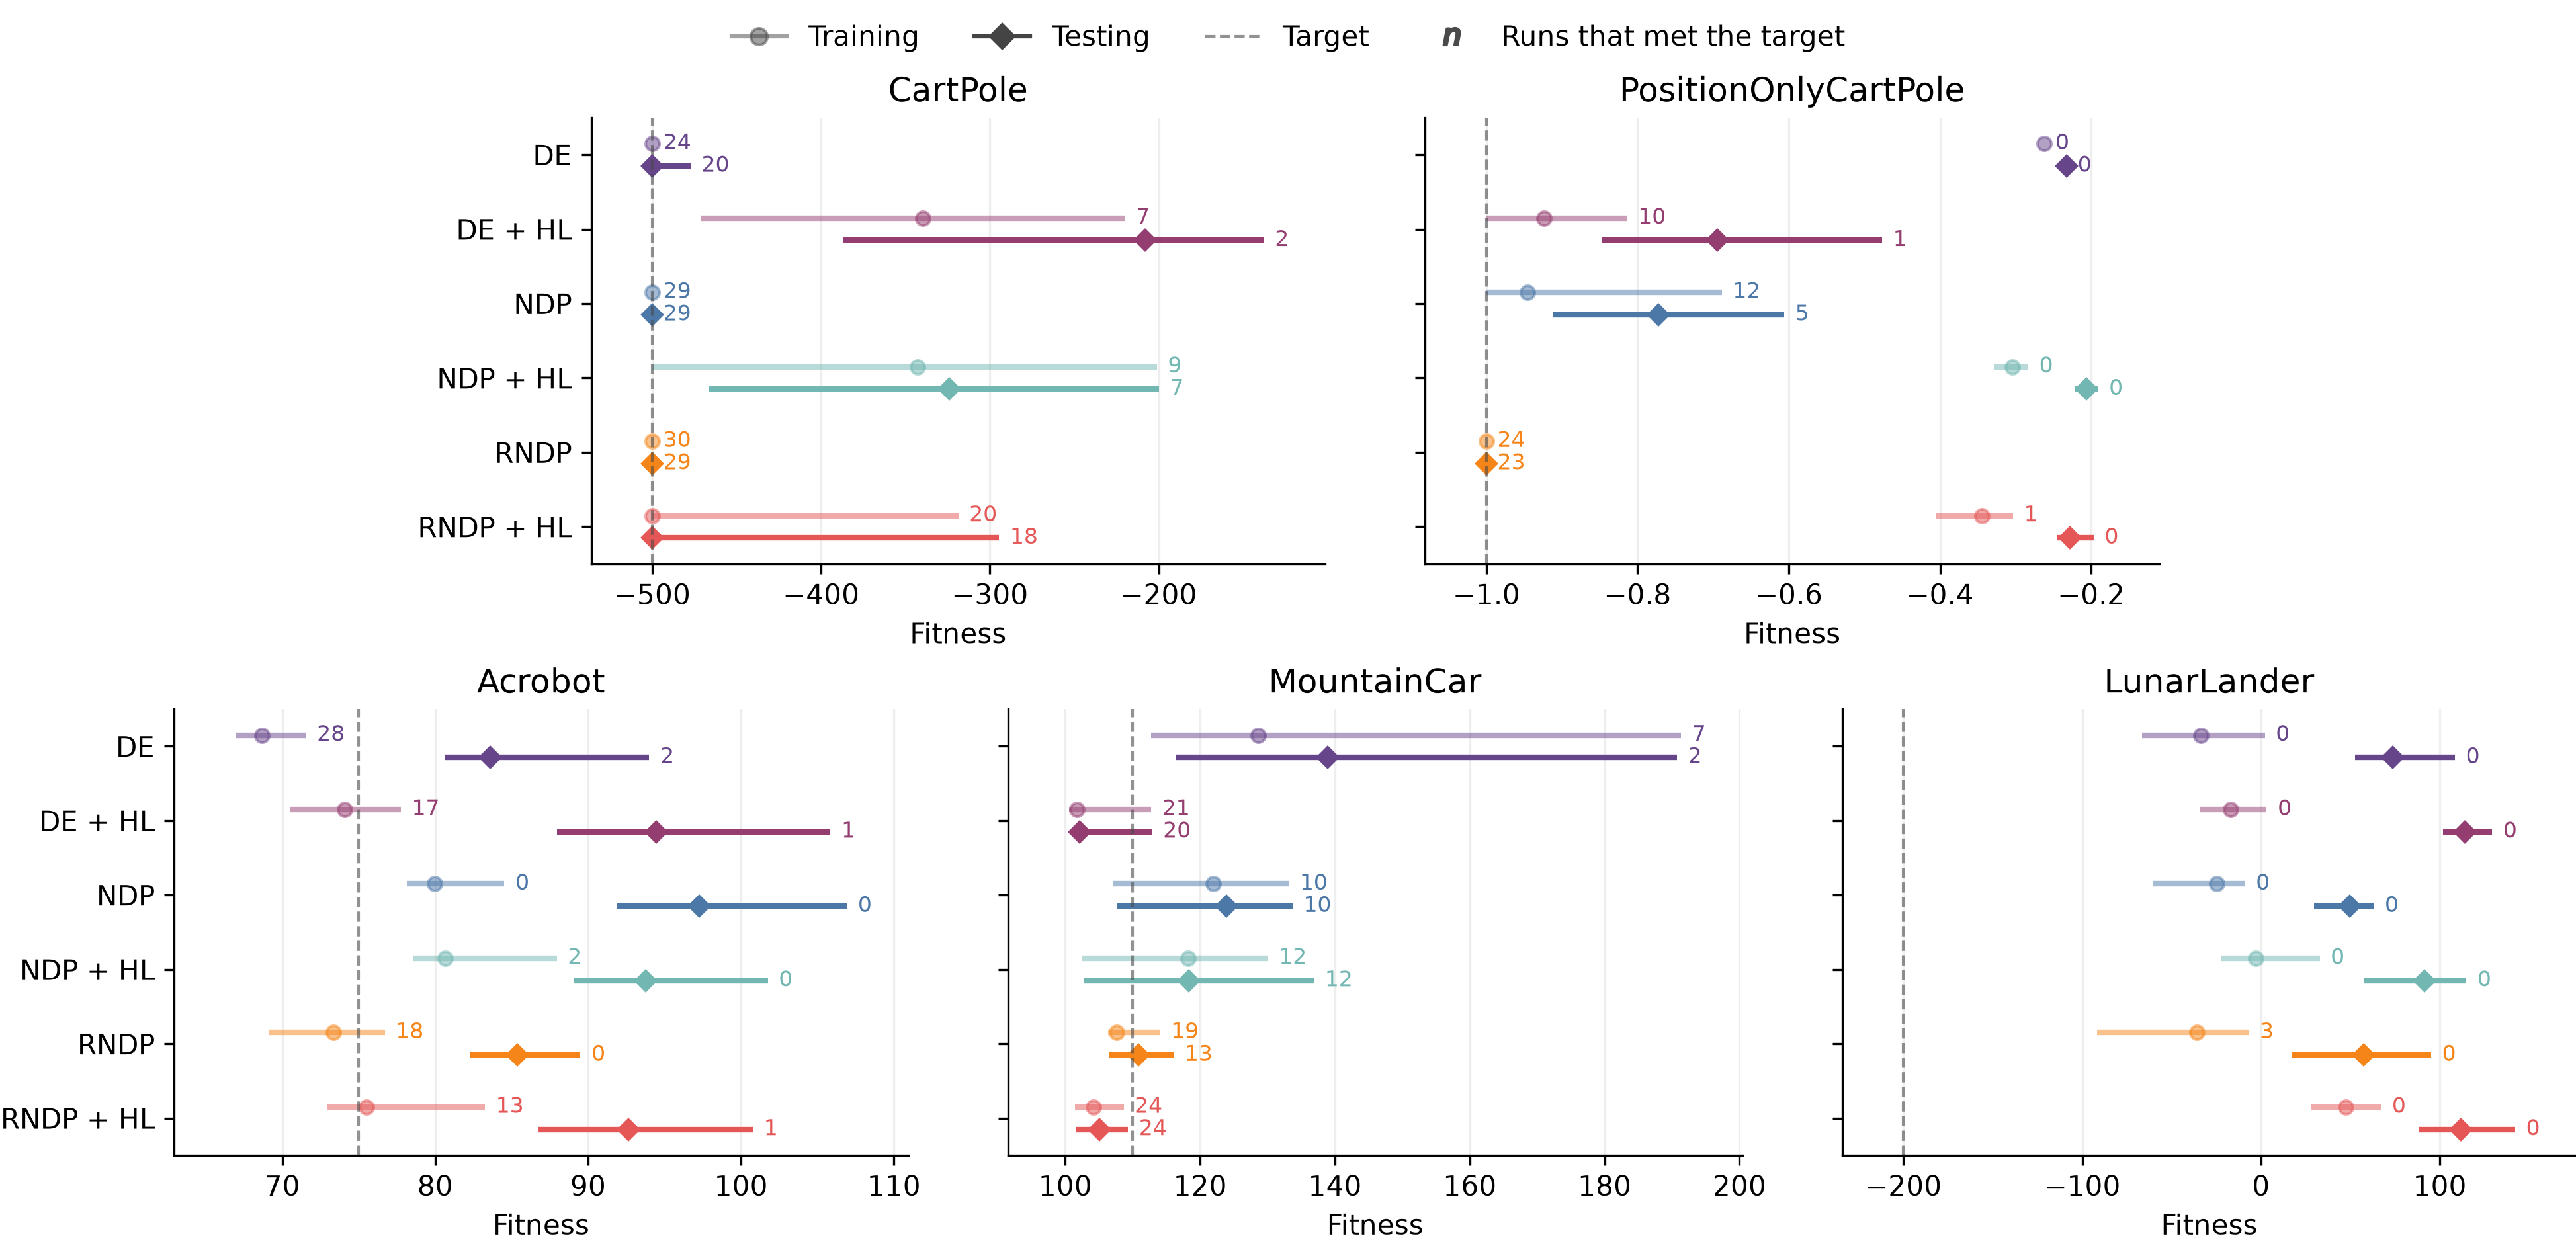 Training Testing Target n Runs that met the target
CartPole
DE
DE + HL
NDP
NDP + HL
RNDP
RNDP + HL
24
20
7
2
29
29
9
7
30
29
20
18
−500 −400 −300 −200
Fitness
PositionOnlyCartPole
0
0
10
1
12
5
0
0
24
23
1
0
−1.0 −0.8 −0.6 −0.4 −0.2
Fitness
Acrobot
DE
DE + HL
NDP
NDP + HL
RNDP
RNDP + HL
28
2
17
1
0
0
2
0
18
0
13
1
70 80 90 100 110
Fitness
MountainCar
7
2
21
20
10
10
12
12
19
13
24
24
100 120 140 160 180 200
Fitness
LunarLander
0
0
0
0
0
0
0
0
3
0
0
0
−200 −100 0 100
Fitness